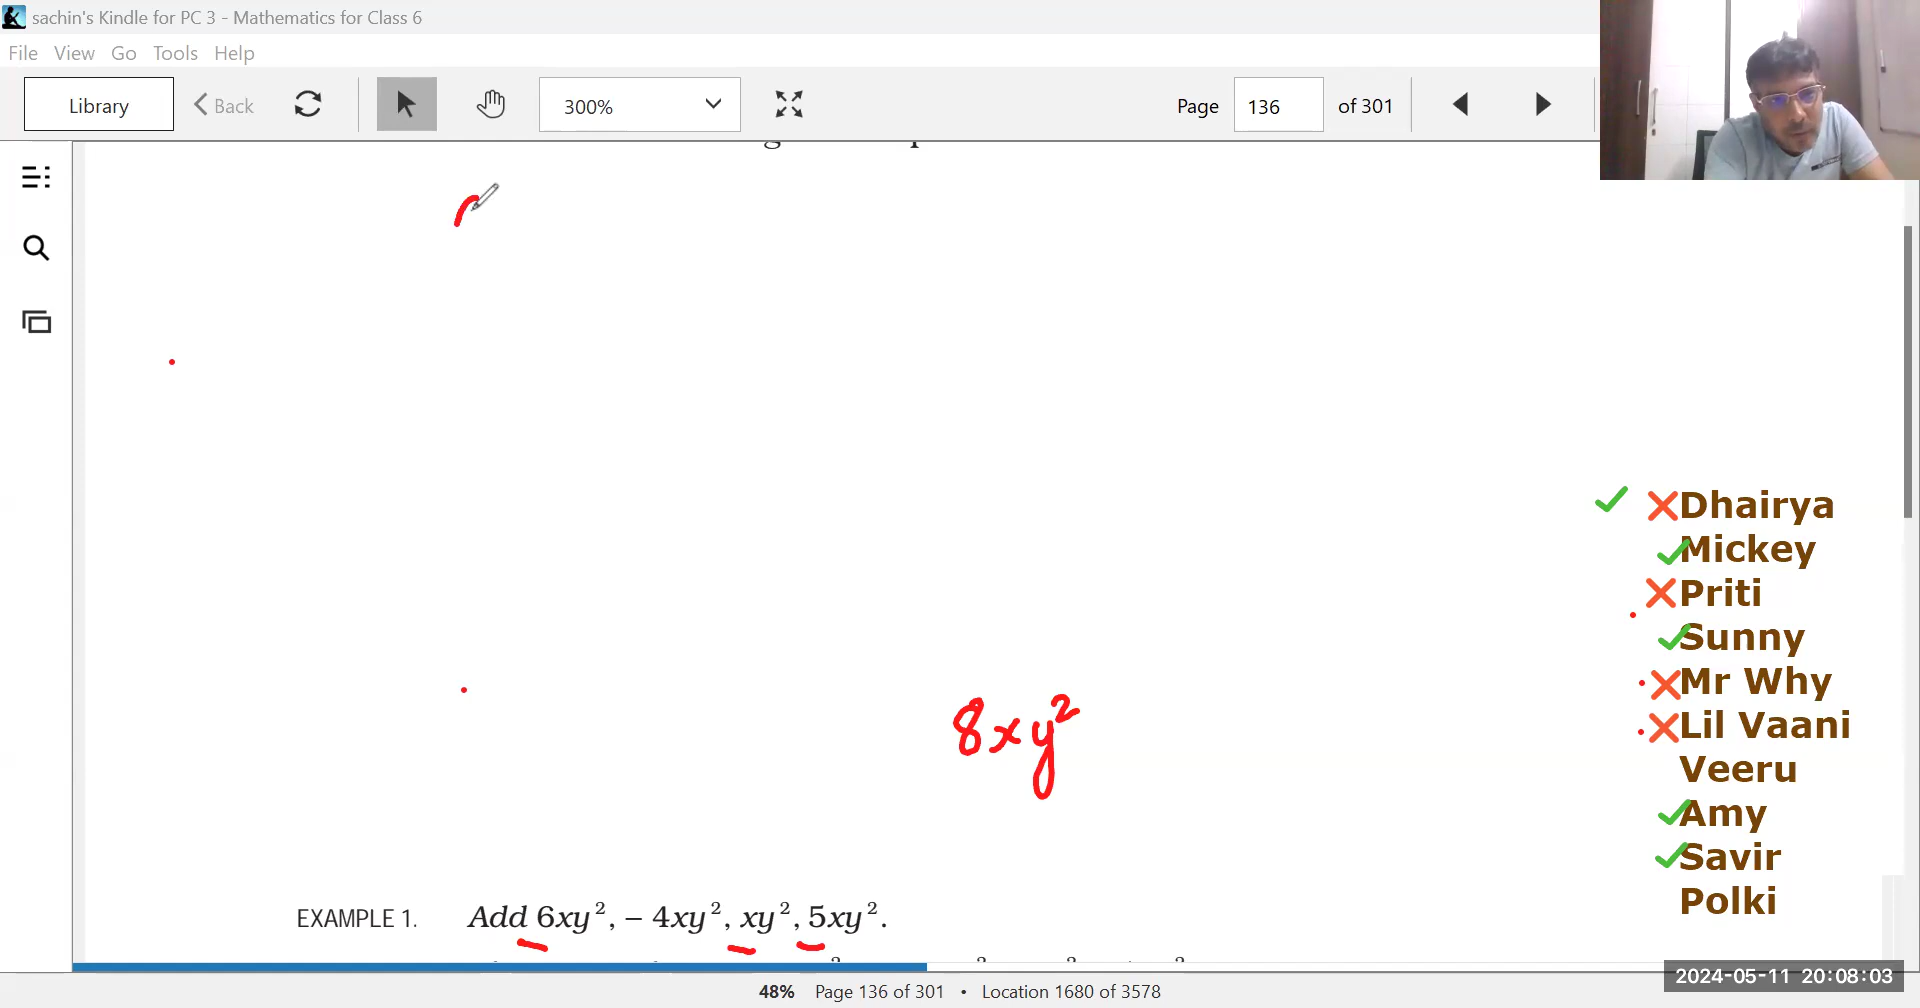 sachin's Kindle for PC 3 - Mathematics for Class 6
File View Go Tools Help
Library Back 300% Page 136 of 301
Dhairya
Mickey
Priti
Sunny
Mr Why
Lil Vaani
8xy²
Veeru
Amy
Savir
Polki
EXAMPLE 1. Add 6xy², – 4xy², xy², 5xy².
2024-05-11 20:08:03
48% Page 136 of 301 • Location 1680 of 3578